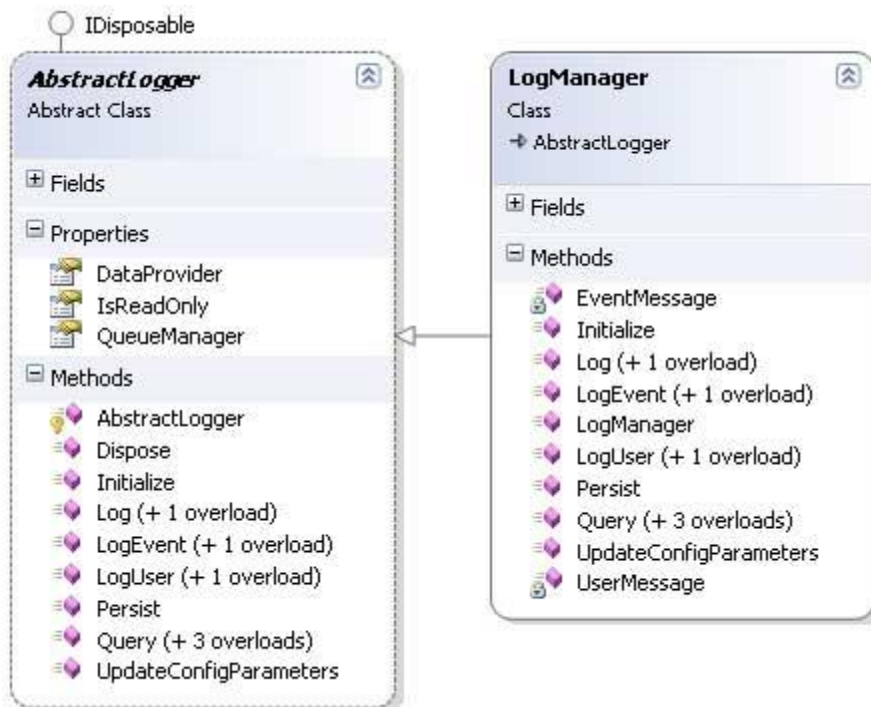 IDisposable
AbstractLogger
Abstract Class
Fields
Properties
DataProvider
IsReadOnly
QueueManager
Methods
AbstractLogger
Dispose
Initialize
Log (+ 1 overload)
LogEvent (+ 1 overload)
LogUser (+ 1 overload)
Persist
Query (+ 3 overloads)
UpdateConfigParameters
LogManager
Class
AbstractLogger
Fields
Methods
EventMessage
Initialize
Log (+ 1 overload)
LogEvent (+ 1 overload)
LogManager
LogUser (+ 1 overload)
Persist
Query (+ 3 overloads)
UpdateConfigParameters
UserMessage